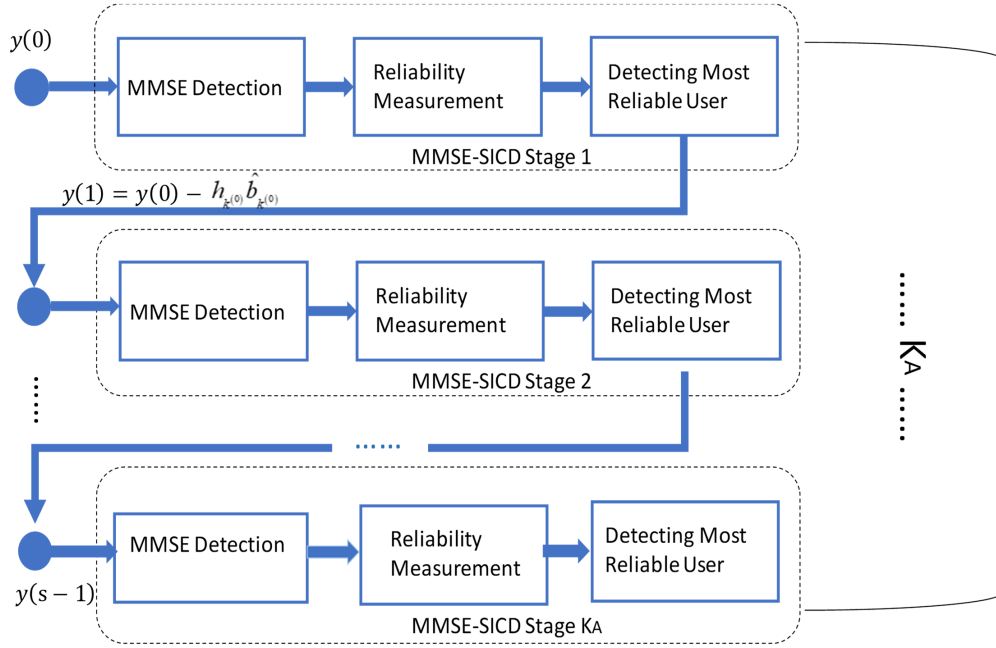 y(0)
MMSE Detection
Reliability
Measurement
Detecting Most
Reliable User
MMSE-SICD Stage 1
y(1) = y(0) − h_{k^{(0)}} b̂_{k^{(0)}}
MMSE Detection
Reliability
Measurement
Detecting Most
Reliable User
MMSE-SICD Stage 2
......
......
...... KA ......
MMSE Detection
Reliability
Measurement
Detecting Most
Reliable User
y(s − 1)
MMSE-SICD Stage KA